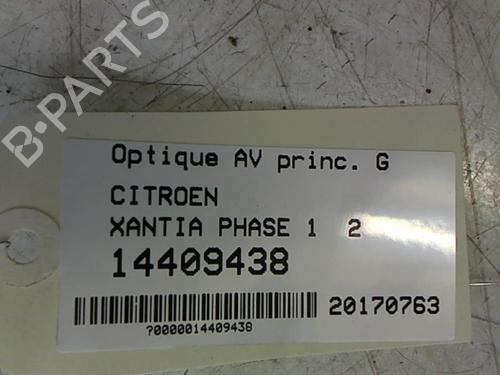 B-PARTS
Optique AV princ. G
CITROEN
XANTIA PHASE 1 2
14409438
20170763
?0000014409438